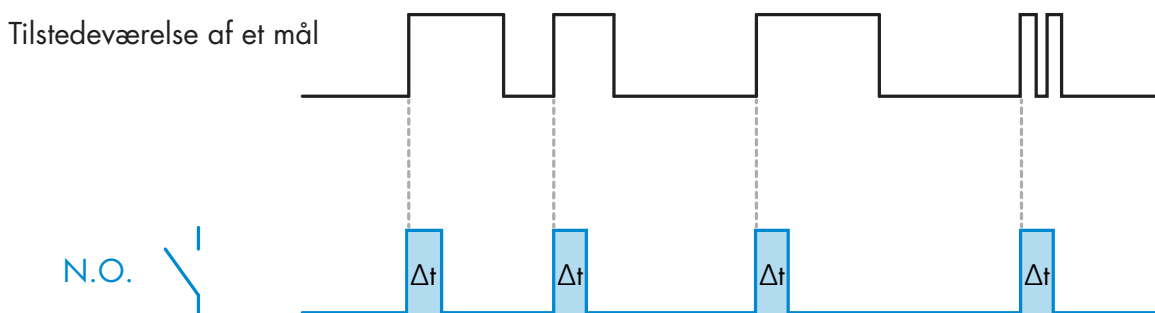 Tilstedeværelse af et mål
N.O. Δt Δt Δt Δt